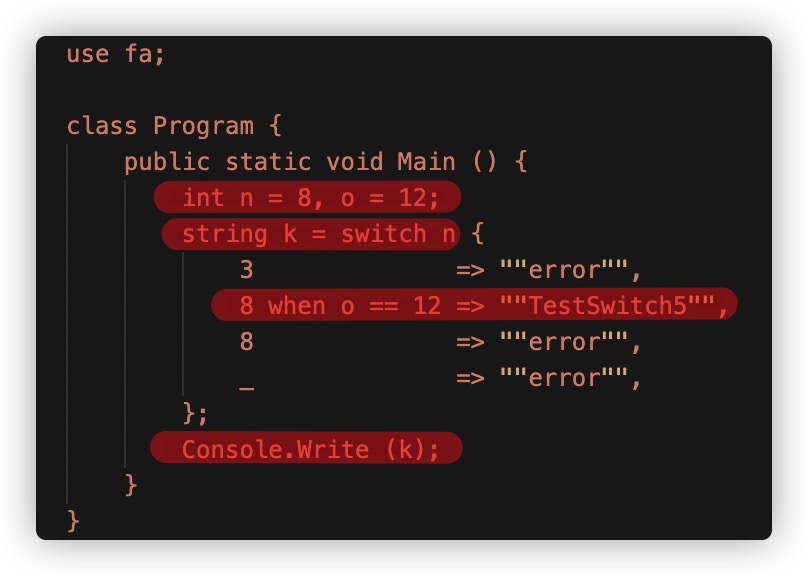 use fa;
class Program {
public static void Main () {
int n = 8, o = 12;
string k = switch n {
3 => ""error"",
8 when o == 12 => ""TestSwitch5"",
8 => ""error"",
_ => ""error"",
};
Console.Write (k);
}
}